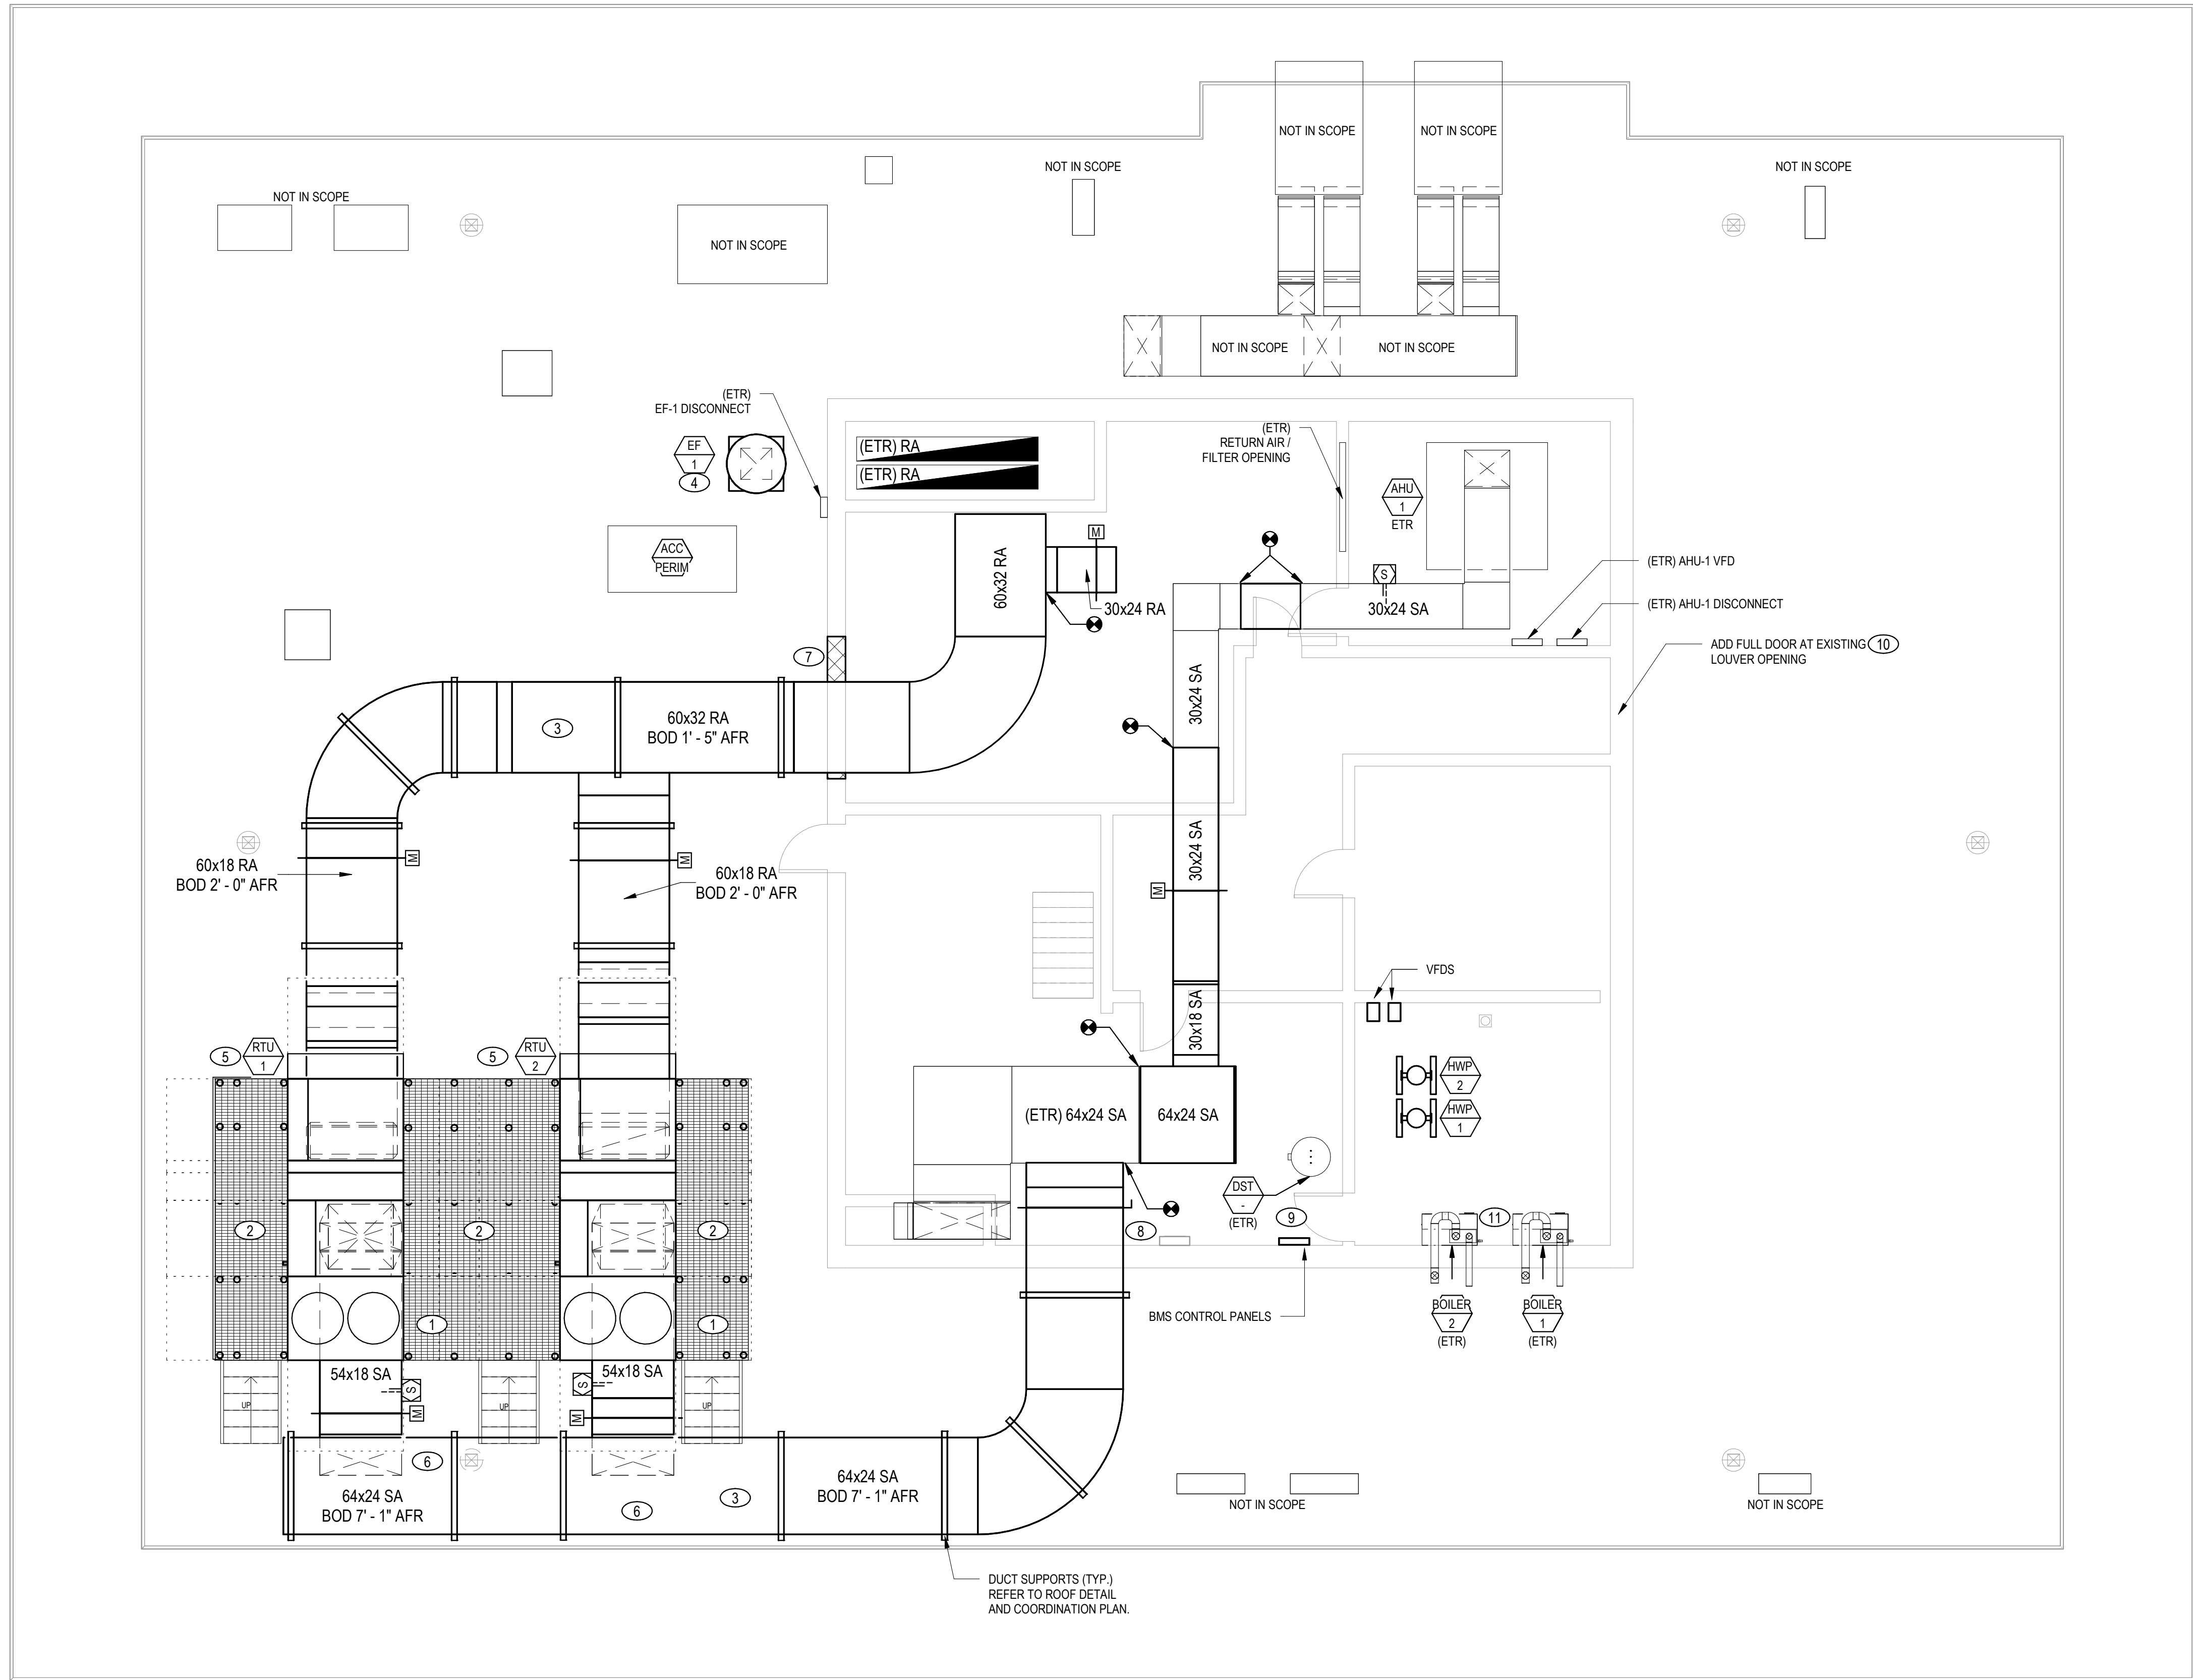 NOT IN SCOPE
NOT IN SCOPE
NOT IN SCOPE
NOT IN SCOPE
NOT IN SCOPE
NOT IN SCOPE
NOT IN SCOPE
NOT IN SCOPE
(ETR)
EF-1 DISCONNECT
EF
1
4
(ETR) RA
(ETR) RA
(ETR)
RETURN AIR /
FILTER OPENING
AHU
1
ETR
ACC
PERIM
60x32 RA
M
30x24 RA
S
30x24 SA
(ETR) AHU-1 VFD
(ETR) AHU-1 DISCONNECT
ADD FULL DOOR AT EXISTING
LOUVER OPENING
10
7
3
60x32 RA
BOD 1' - 5" AFR
30x24 SA
30x24 SA
M
60x18 RA
BOD 2' - 0" AFR
M
M
60x18 RA
BOD 2' - 0" AFR
VFDS
30x18 SA
5
RTU
1
5
RTU
2
HWP
2
HWP
1
(ETR) 64x24 SA
64x24 SA
DST
-
(ETR)
2
2
2
8
9
11
1
1
BMS CONTROL PANELS
BOILER
2
(ETR)
BOILER
1
(ETR)
54x18 SA
S
M
54x18 SA
S
M
UP
UP
UP
6
64x24 SA
BOD 7' - 1" AFR
6
3
64x24 SA
BOD 7' - 1" AFR
NOT IN SCOPE
NOT IN SCOPE
DUCT SUPPORTS (TYP.)
REFER TO ROOF DETAIL
AND COORDINATION PLAN.